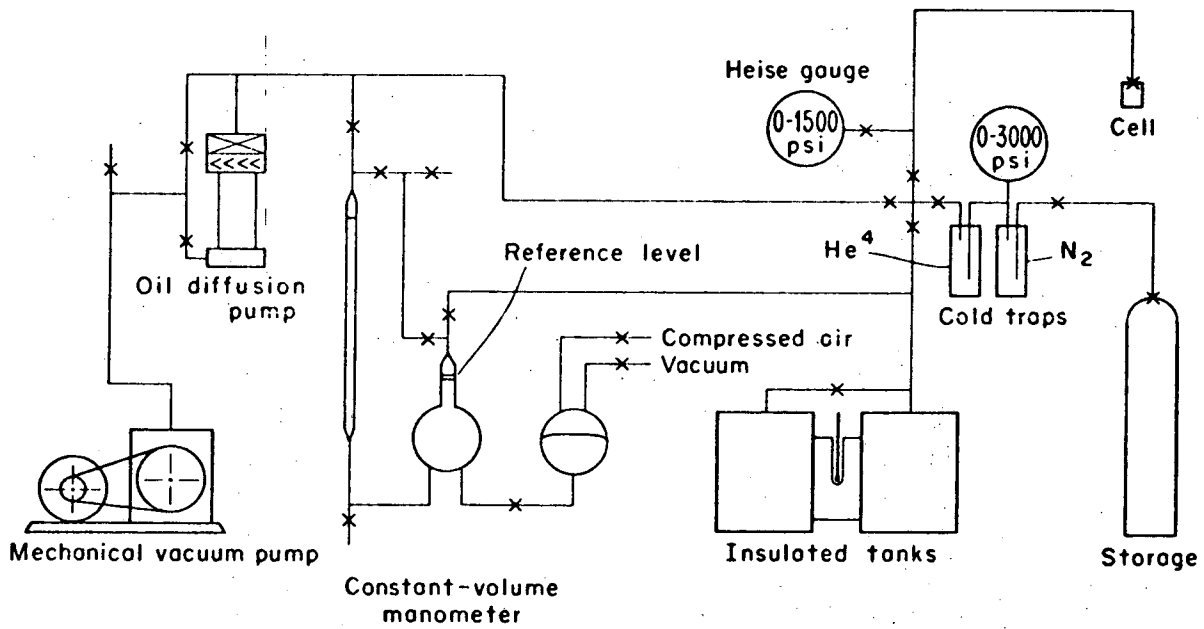 Heise gauge
0-1500
psi
0-3000
psi
Cell
He⁴
N₂
Reference level
Oil diffusion
pump
Cold traps
Compressed air
Vacuum
Mechanical vacuum pump
Insulated tanks
Storage
Constant-volume
manometer